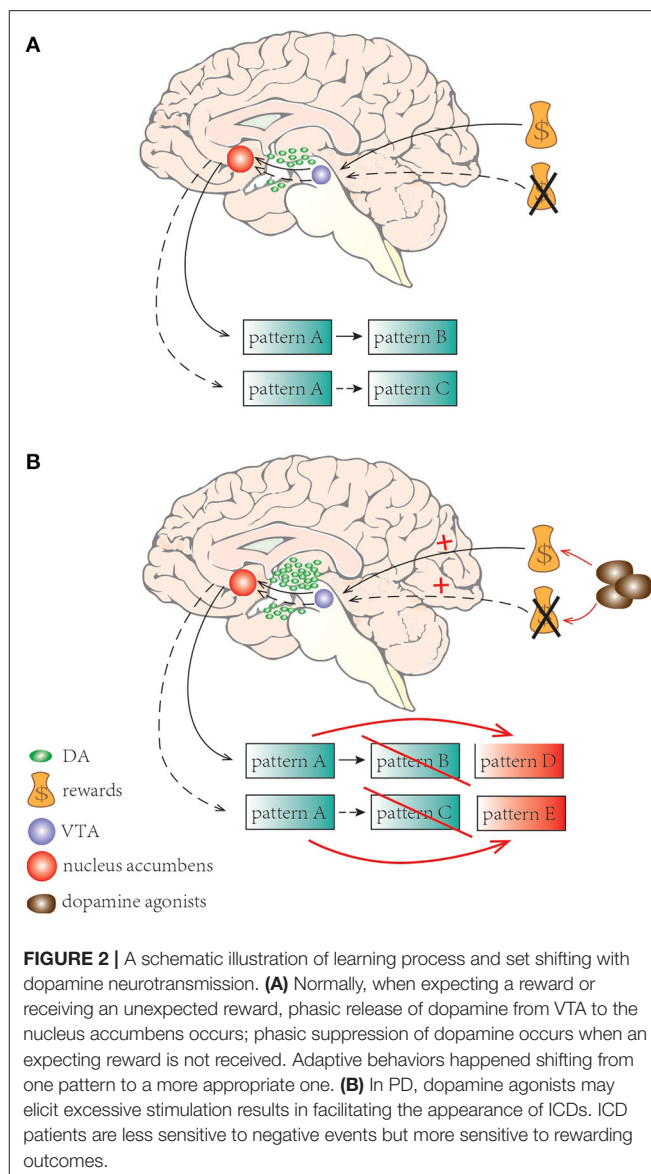 A
$
$
pattern A
pattern B
pattern A
pattern C
B
+
$
+
$
pattern A
pattern B
pattern D
pattern A
pattern C
pattern E
DA
$ rewards
VTA
nucleus accumbens
dopamine agonists
FIGURE 2 | A schematic illustration of learning process and set shifting with
dopamine neurotransmission. (A) Normally, when expecting a reward or
receiving an unexpected reward, phasic release of dopamine from VTA to the
nucleus accumbens occurs; phasic suppression of dopamine occurs when an
expecting reward is not received. Adaptive behaviors happened shifting from
one pattern to a more appropriate one. (B) In PD, dopamine agonists may
elicit excessive stimulation results in facilitating the appearance of ICDs. ICD
patients are less sensitive to negative events but more sensitive to rewarding
outcomes.